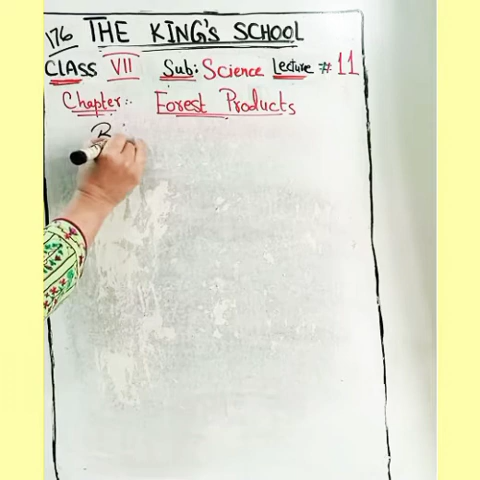 176 THE KING'S SCHOOL
CLASS VII Sub: Science Lecture # 11
Chapter:. Forest Products
R